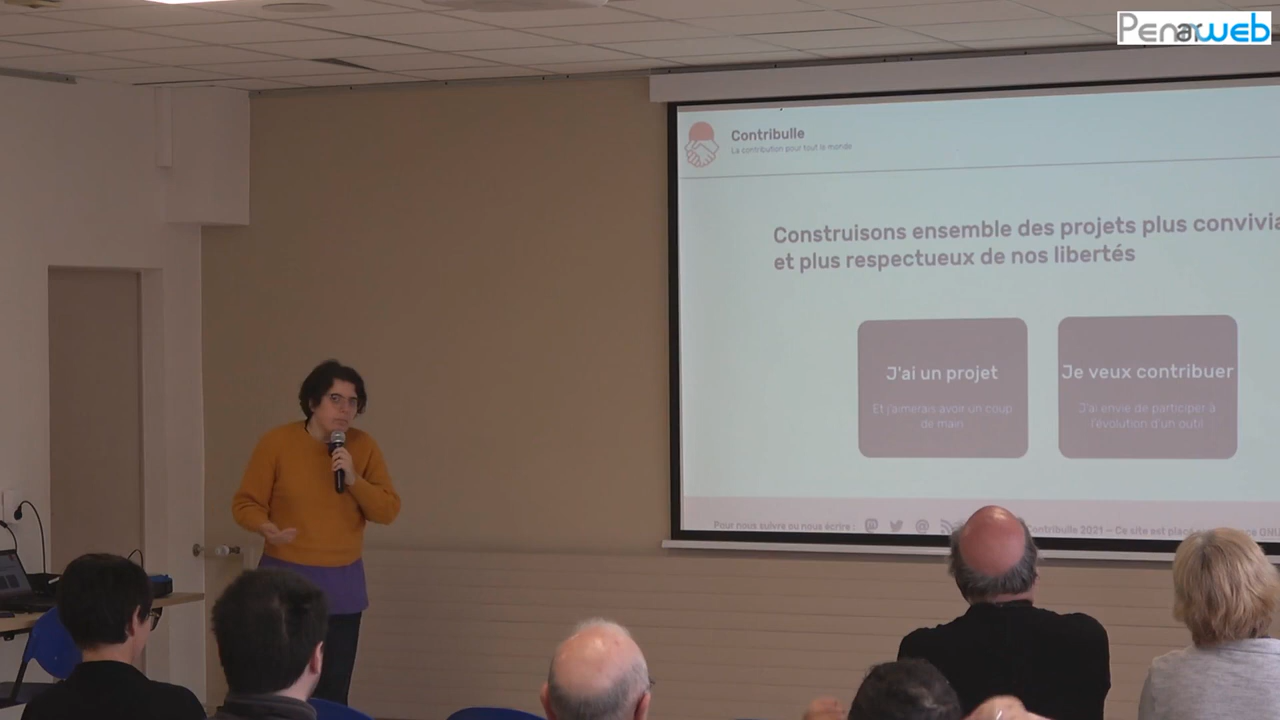 Penarweb
Contribulle
La contribution pour tout le monde
Construisons ensemble des projets plus convivia
et plus respectueux de nos libertés
J'ai un projet
Et j'aimerais avoir un coup
de main
Je veux contribuer
J'ai envie de participer à
l'évolution d'un outil
Pour nous suivre ou nous écrire :
Contribulle 2021 – Ce site est placé
GNU